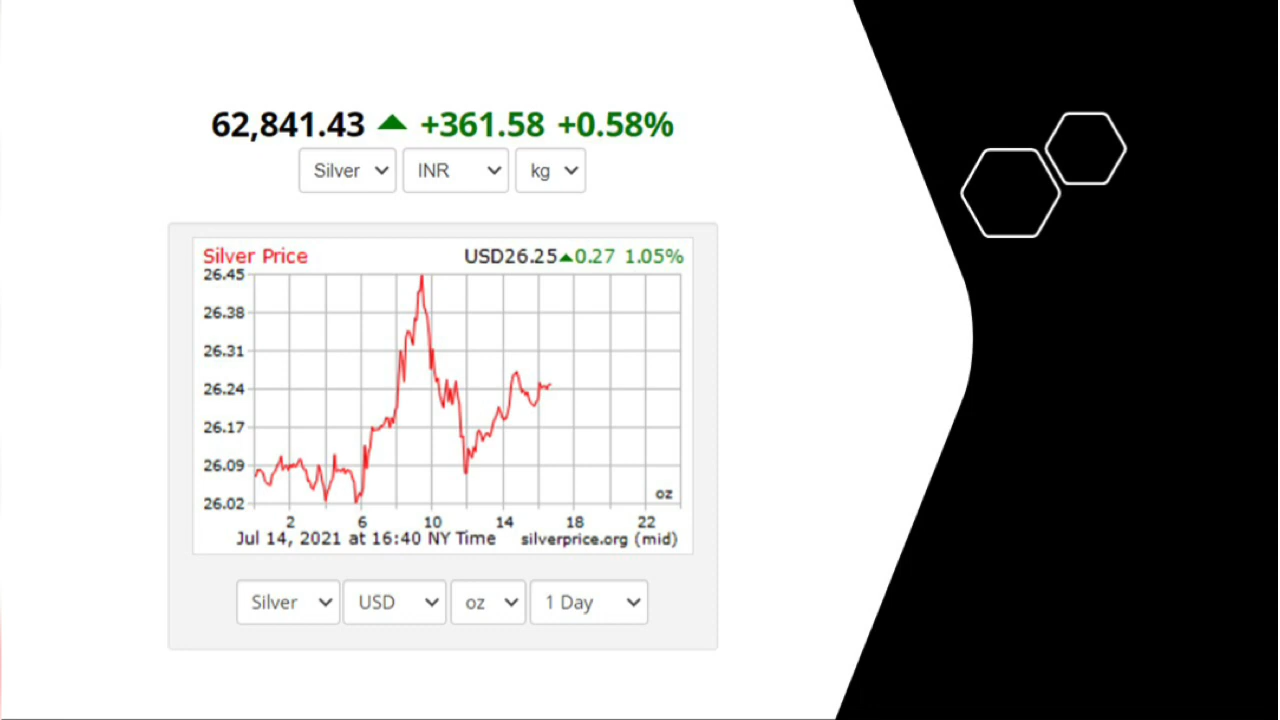 62,841.43 ▲ +361.58 +0.58%
Silver INR kg
Silver Price USD26.25▲0.27 1.05%
26.45
26.38
26.31
26.24
26.17
26.09
26.02
oz
2 6 10 14 18 22
Jul 14, 2021 at 16:40 NY Time silverprice.org (mid)
Silver USD oz 1 Day